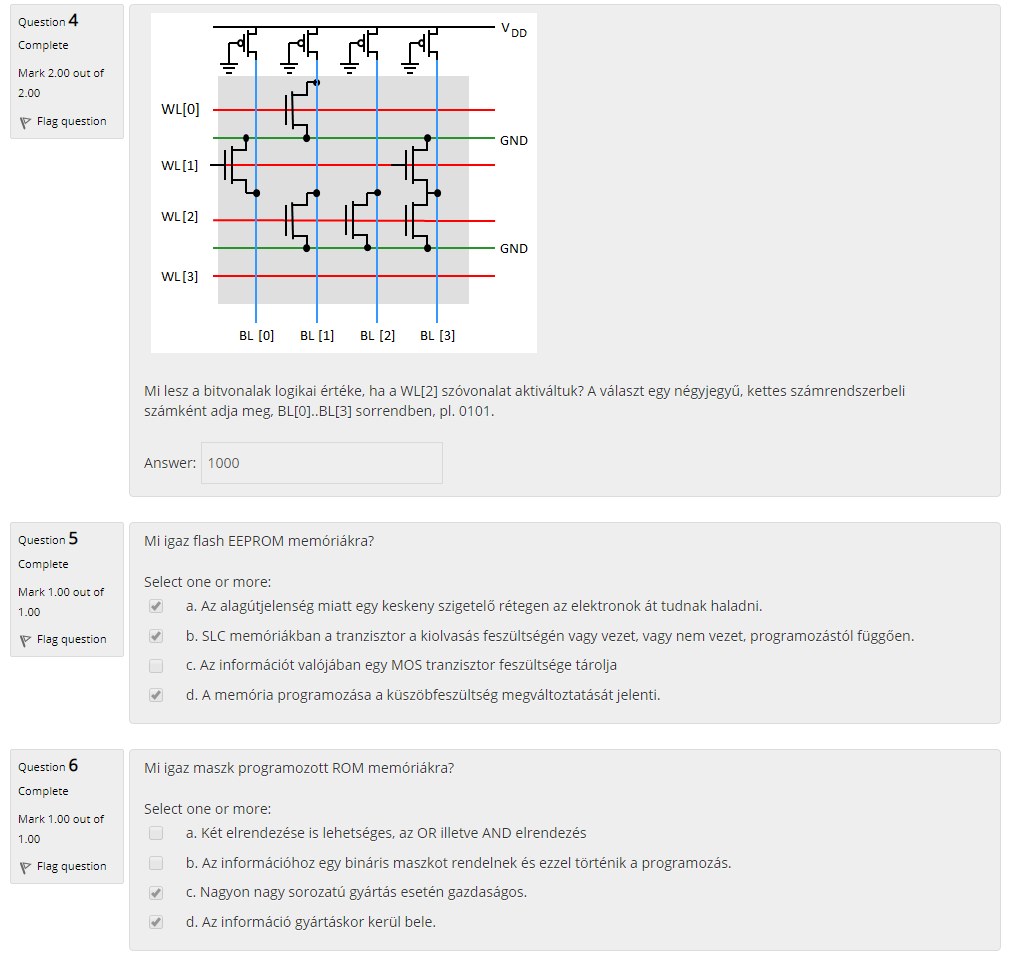 Question 4
Complete
Mark 2.00 out of
2.00
Flag question
V DD
WL[0]
GND
WL[1]
WL[2]
GND
WL[3]
BL [0] BL [1] BL [2] BL [3]
Mi lesz a bitvonalak logikai értéke, ha a WL[2] szóvonalat aktiváltuk? A választ egy négyjegyű, kettes számrendszerbeli
számként adja meg, BL[0]..BL[3] sorrendben, pl. 0101.
Answer: 1000
Question 5
Complete
Mark 1.00 out of
1.00
Flag question
Mi igaz flash EEPROM memóriákra?
Select one or more:
a. Az alagútjelenség miatt egy keskeny szigetelő rétegen az elektronok át tudnak haladni.
b. SLC memóriákban a tranzisztor a kiolvasás feszültségén vagy vezet, vagy nem vezet, programozástól függően.
c. Az információt valójában egy MOS tranzisztor feszültsége tárolja
d. A memória programozása a küszöbfeszültség megváltoztatását jelenti.
Question 6
Complete
Mark 1.00 out of
1.00
Flag question
Mi igaz maszk programozott ROM memóriákra?
Select one or more:
a. Két elrendezése is lehetséges, az OR illetve AND elrendezés
b. Az információhoz egy bináris maszkot rendelnek és ezzel történik a programozás.
c. Nagyon nagy sorozatú gyártás esetén gazdaságos.
d. Az információ gyártáskor kerül bele.